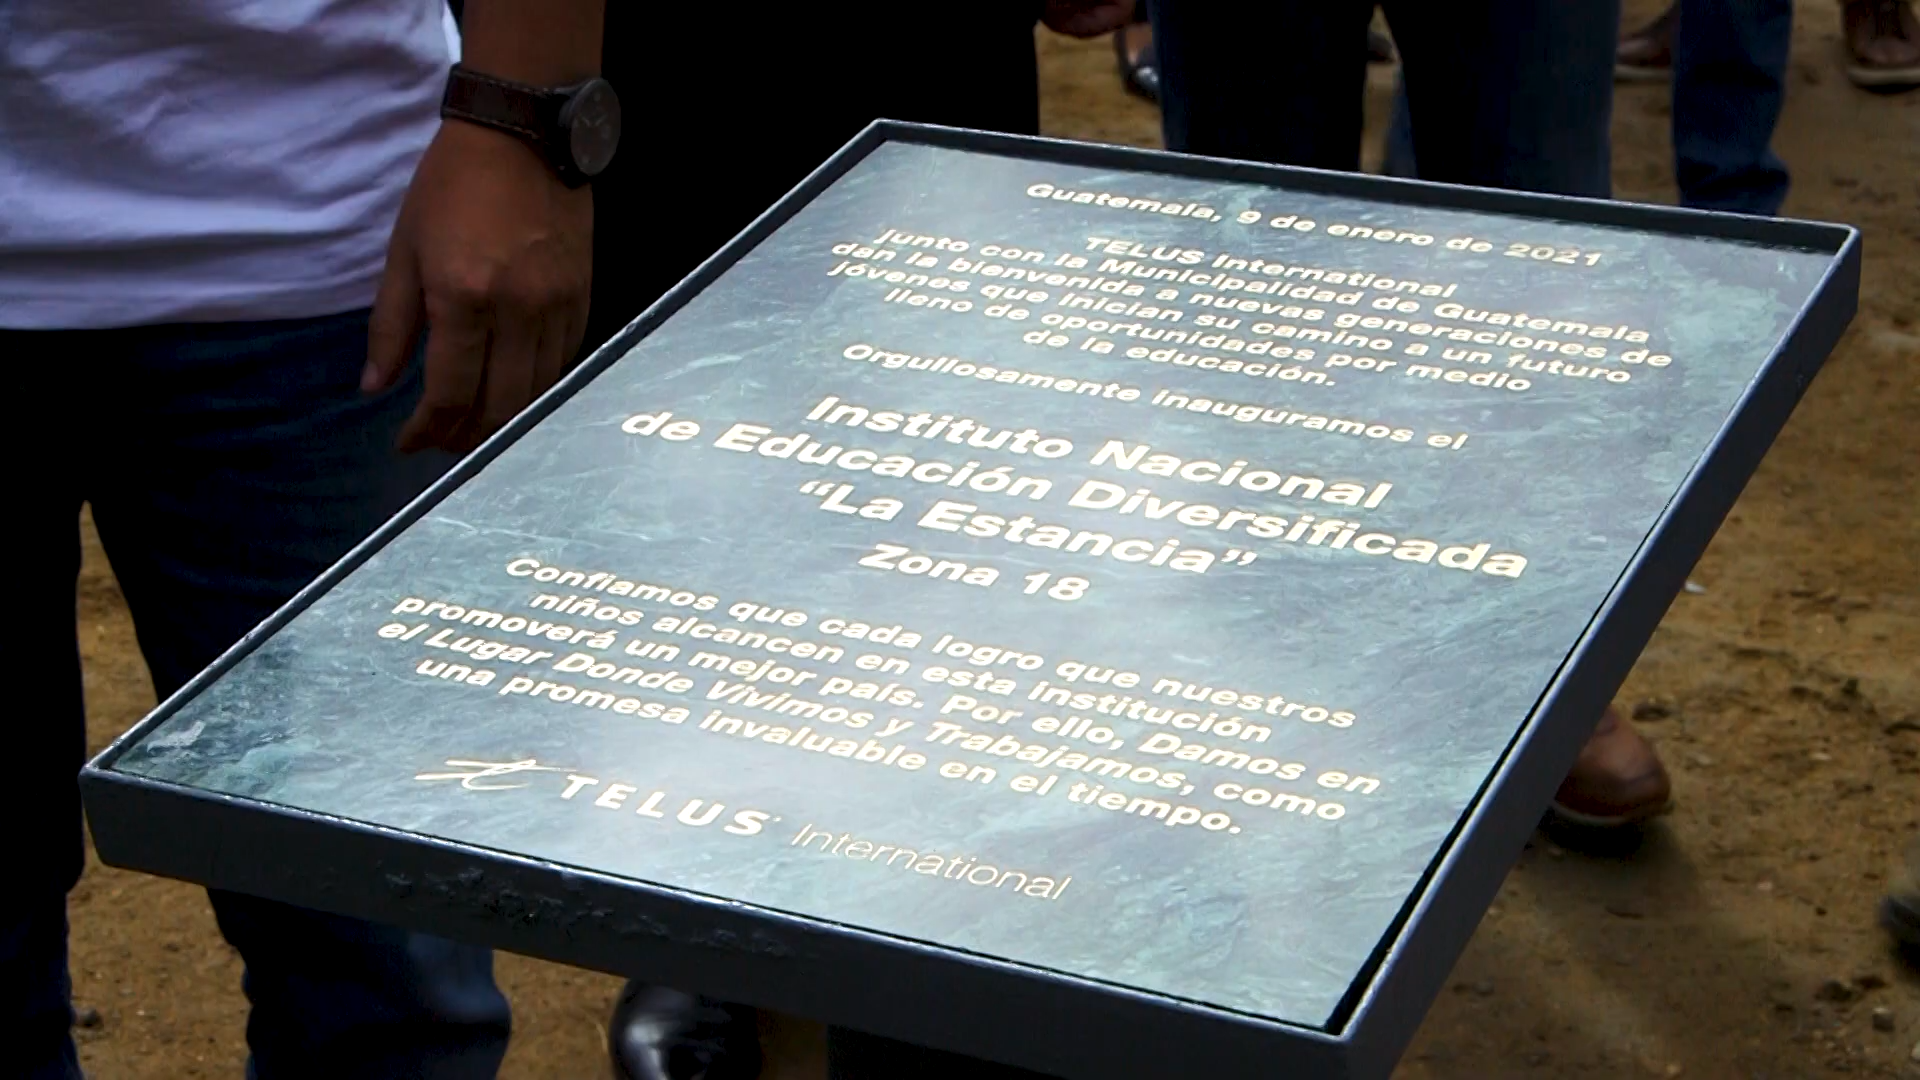 Guatemala, 9 de enero de 2021
TELUS International
junto con la Municipalidad de Guatemala
dan la bienvenida a nuevas generaciones de
jóvenes que inician su camino a un futuro
lleno de oportunidades por medio
de la educación.
Orgullosamente inauguramos el
Instituto Nacional
de Educación Diversificada
“La Estancia”
Zona 18
Confiamos que cada logro que nuestros
niños alcancen en esta institución
promoverá un mejor país. Por ello, Damos en
el Lugar Donde Vivimos y Trabajamos, como
una promesa invaluable en el tiempo.
TELUS International